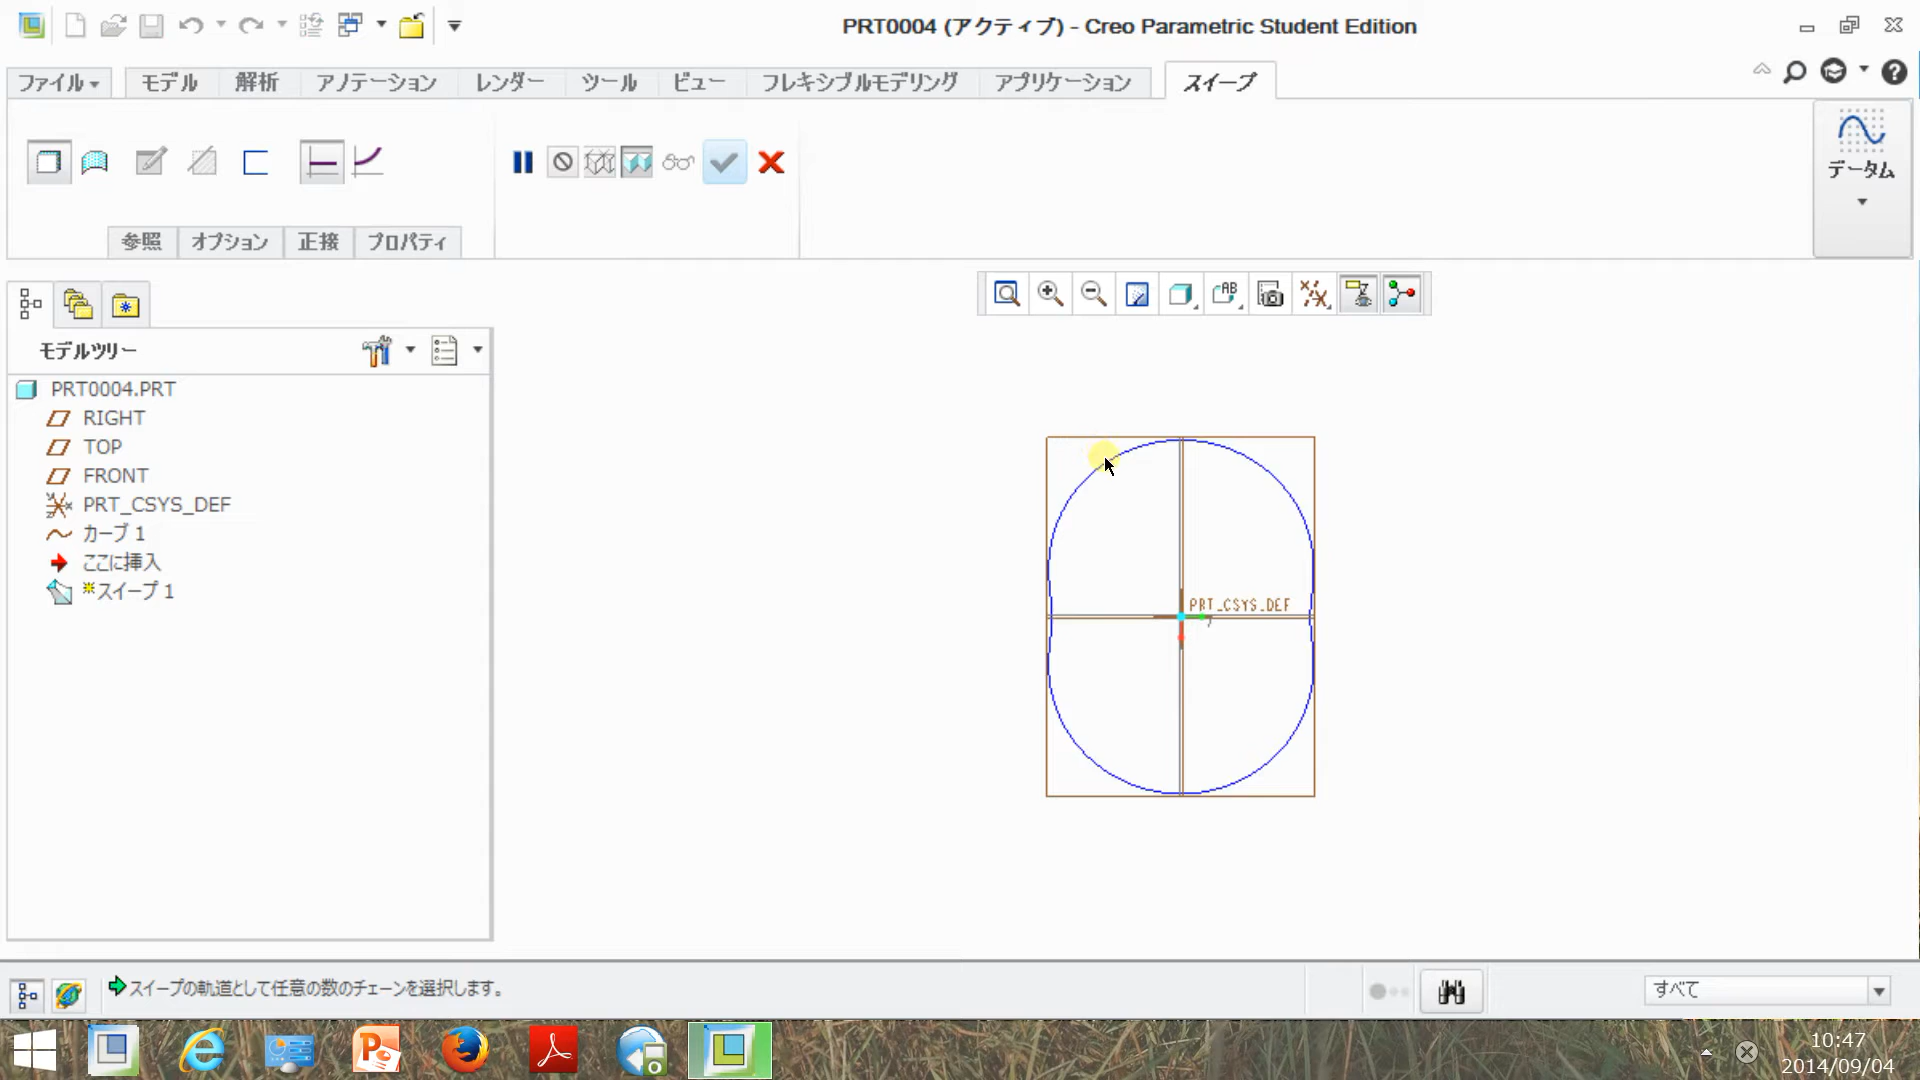 PRT0004 (アクティブ) - Creo Parametric Student Edition
ファイル モデル 解析 アノテーション レンダー ツール ビュー フレキシブルモデリング アプリケーション スイープ
データム
参照 オプション 正接 プロパティ
モデルツリー
PRT0004.PRT
RIGHT
TOP
FRONT
PRT_CSYS_DEF
カーブ 1
ここに挿入
*スイープ 1
PRT_CSYS_DEF
y
スイープの軌道として任意の数のチェーンを選択します。
すべて
10:47
2014/09/04